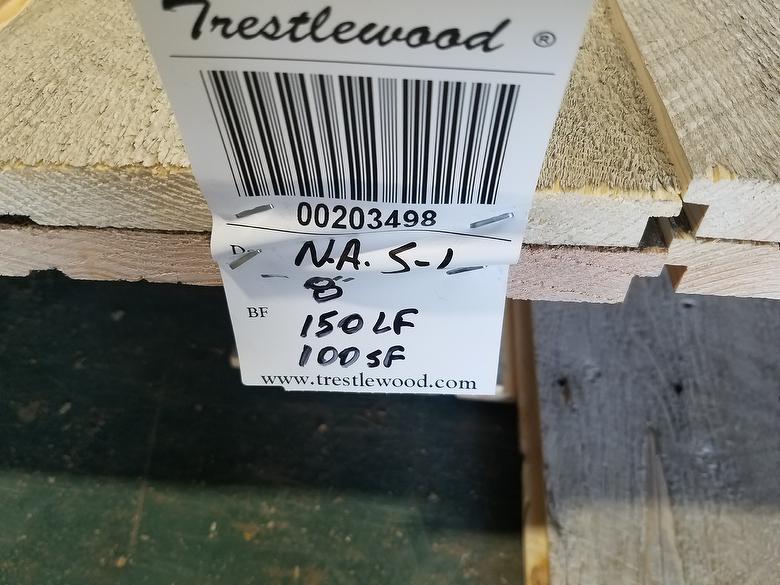 Trestlewood ®
00203498
N.A. S-1
8"
BF
150 LF
100 SF
www.trestlewood.com